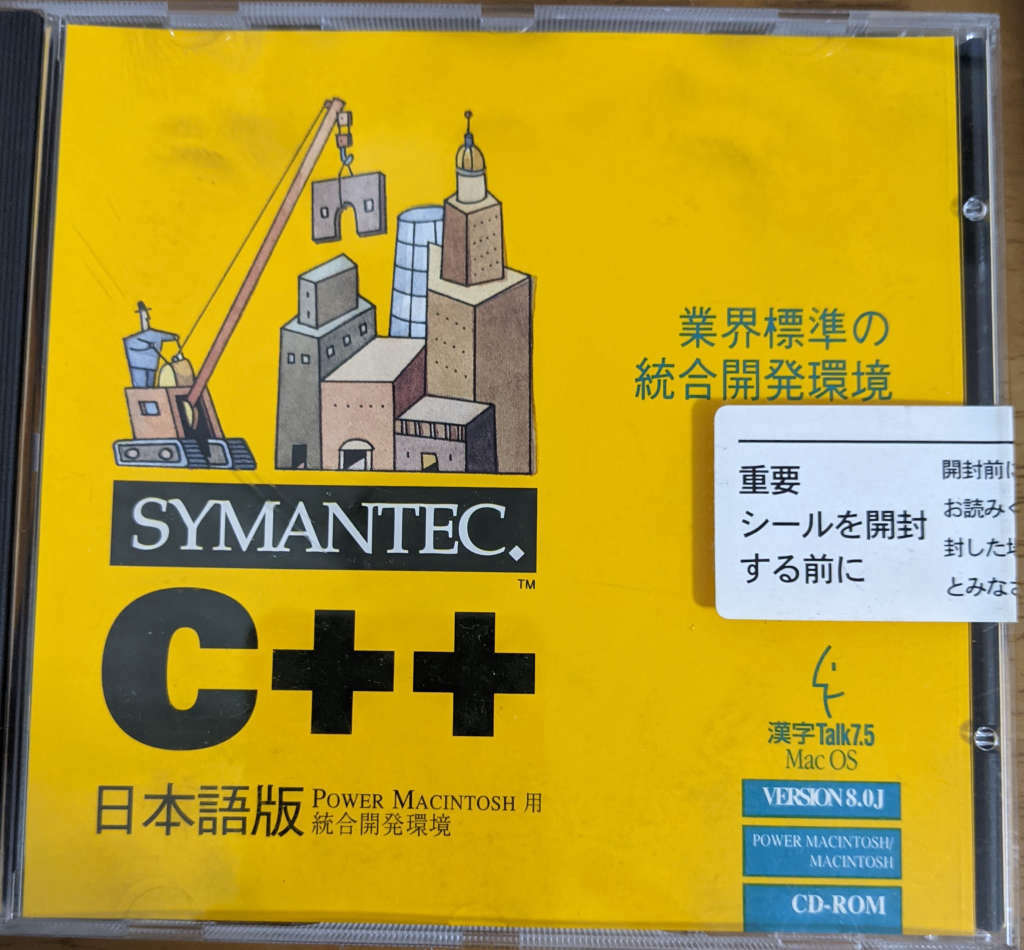 業界標準の
統合開発環境
重要
シールを開封
する前に
開封前に
お読みく
封した
とみなさ
SYMANTEC.
TM
C++
漢字Talk7.5
Mac OS
日本語版
POWER MACINTOSH 用
統合開発環境
VERSION 8.0J
POWER MACINTOSH/
MACINTOSH
CD-ROM